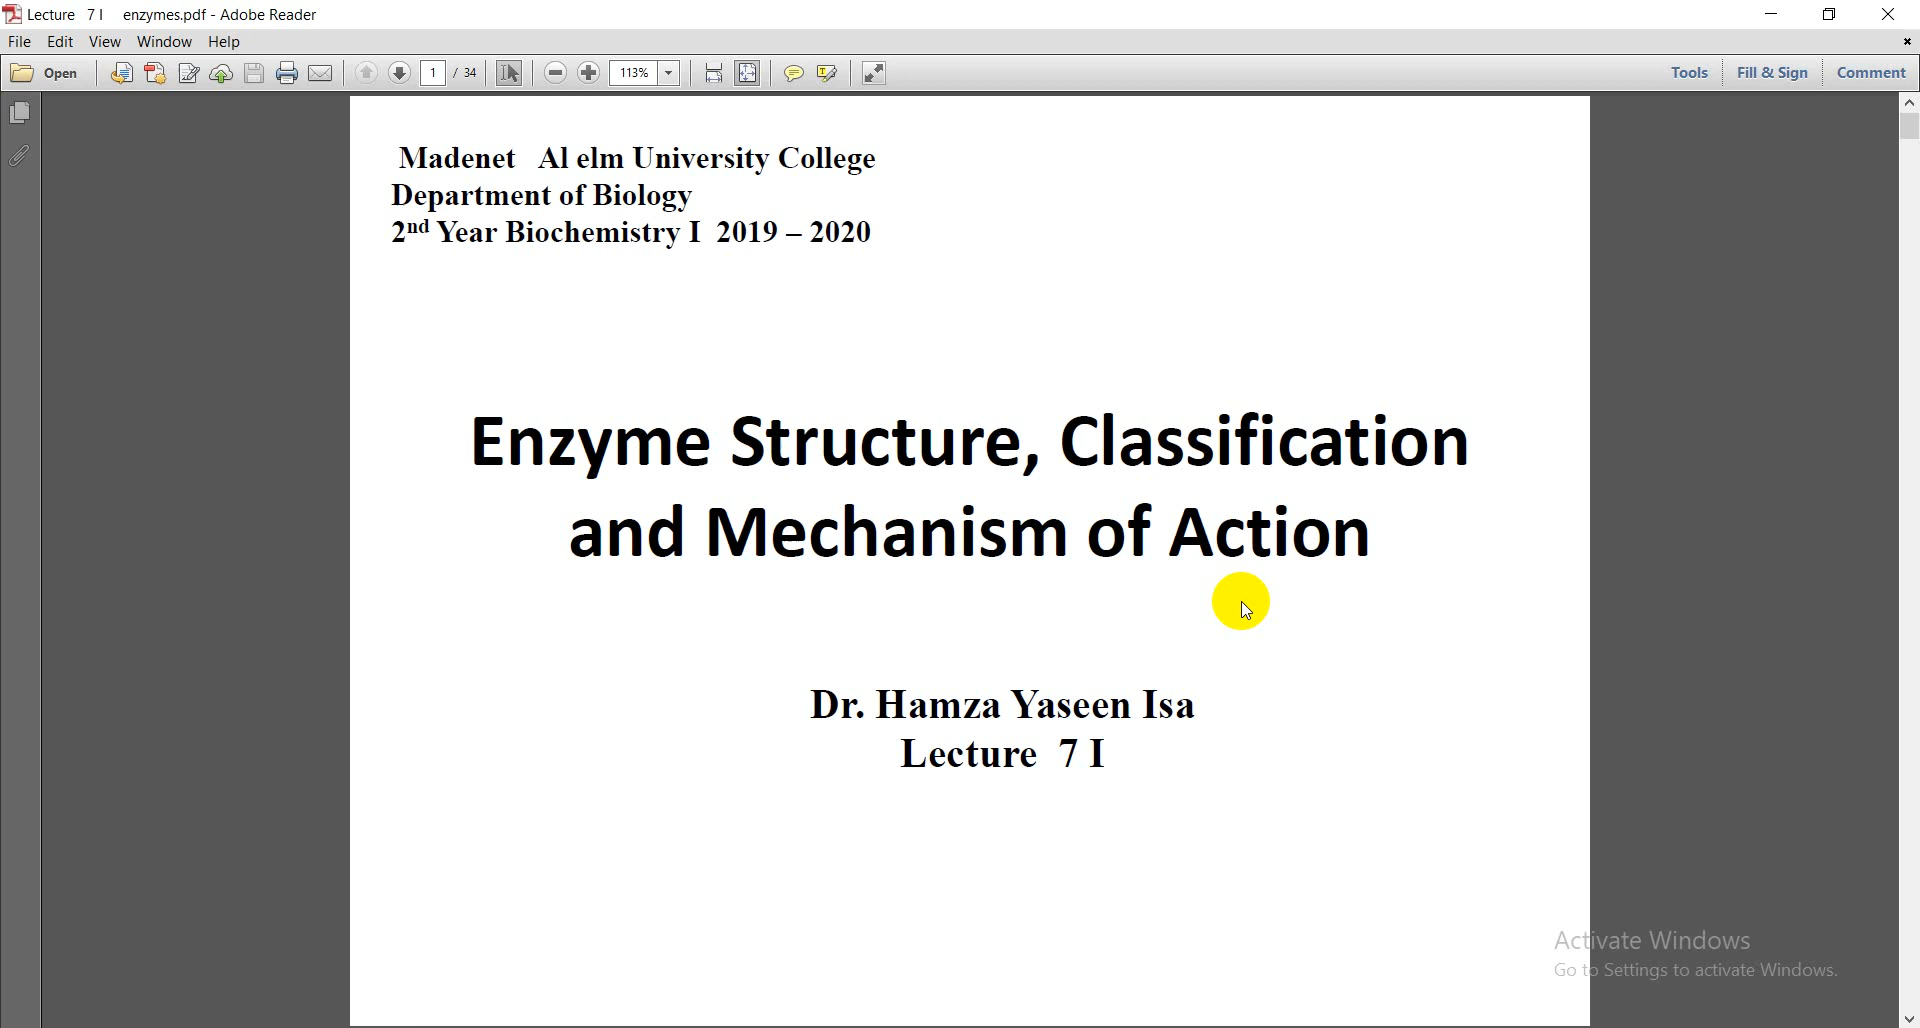 Lecture 7 I enzymes.pdf - Adobe Reader
File Edit View Window Help
Open 1 / 34 113% Tools Fill & Sign Comment
Madenet Al elm University College
Department of Biology
2nd Year Biochemistry I 2019 – 2020
Enzyme Structure, Classification
and Mechanism of Action
Dr. Hamza Yaseen Isa
Lecture 7 I
Activate Windows
Go to Settings to activate Windows.